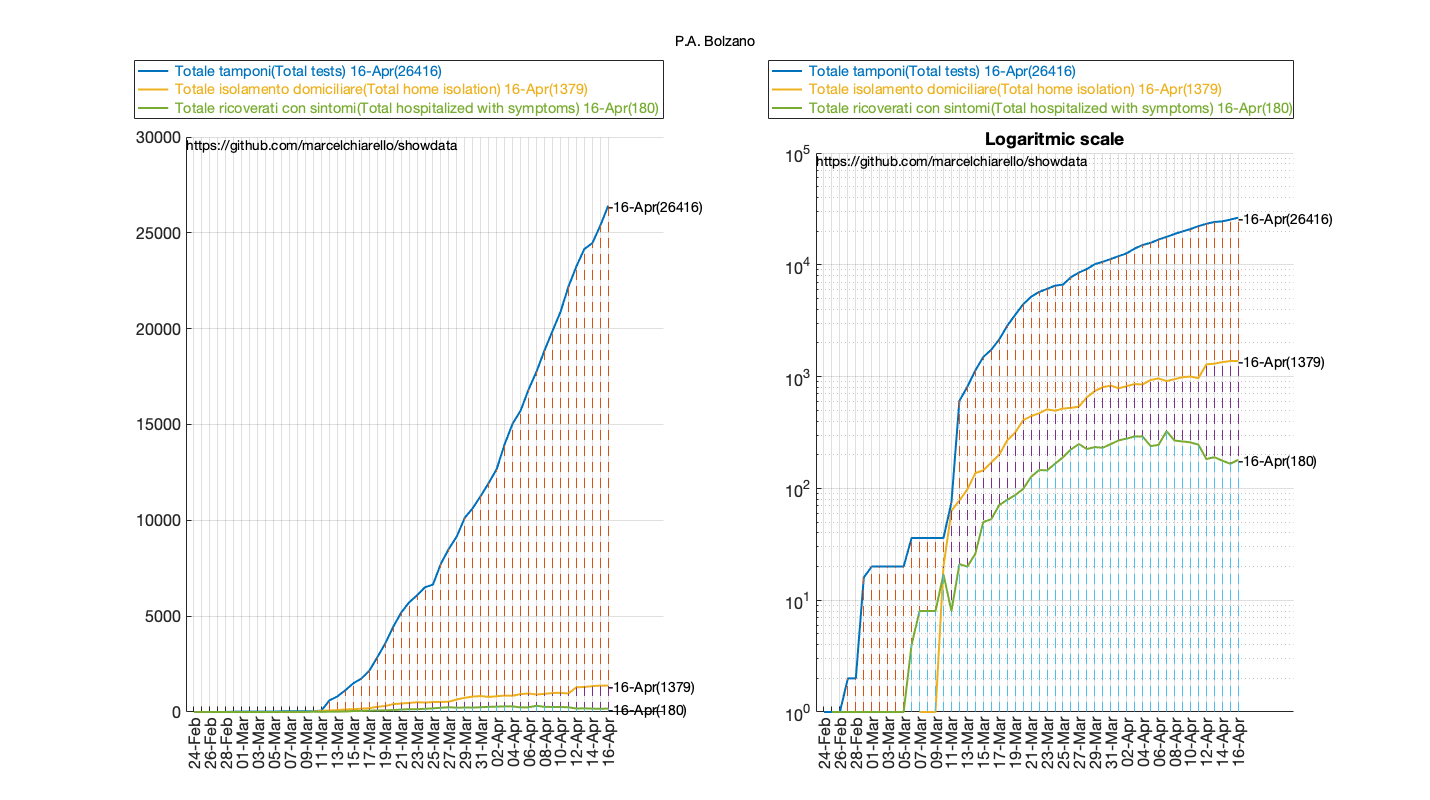 P.A. Bolzano
Totale tamponi(Total tests) 16-Apr(26416)
Totale isolamento domiciliare(Total home isolation) 16-Apr(1379)
Totale ricoverati con sintomi(Total hospitalized with symptoms) 16-Apr(180)
30000
https://github.com/marcelchiarello/showdata
25000
20000
15000
10000
5000
0
16-Apr(26416)
16-Apr(1379)
16-Apr(180)
24-Feb
26-Feb
28-Feb
01-Mar
03-Mar
05-Mar
07-Mar
09-Mar
11-Mar
13-Mar
15-Mar
17-Mar
19-Mar
21-Mar
23-Mar
25-Mar
27-Mar
29-Mar
31-Mar
02-Apr
04-Apr
06-Apr
08-Apr
10-Apr
12-Apr
14-Apr
16-Apr
Totale tamponi(Total tests) 16-Apr(26416)
Totale isolamento domiciliare(Total home isolation) 16-Apr(1379)
Totale ricoverati con sintomi(Total hospitalized with symptoms) 16-Apr(180)
Logaritmic scale
10^5
https://github.com/marcelchiarello/showdata
10^4
10^3
10^2
10^1
10^0
16-Apr(26416)
16-Apr(1379)
16-Apr(180)
24-Feb
26-Feb
28-Feb
01-Mar
03-Mar
05-Mar
07-Mar
09-Mar
11-Mar
13-Mar
15-Mar
17-Mar
19-Mar
21-Mar
23-Mar
25-Mar
27-Mar
29-Mar
31-Mar
02-Apr
04-Apr
06-Apr
08-Apr
10-Apr
12-Apr
14-Apr
16-Apr